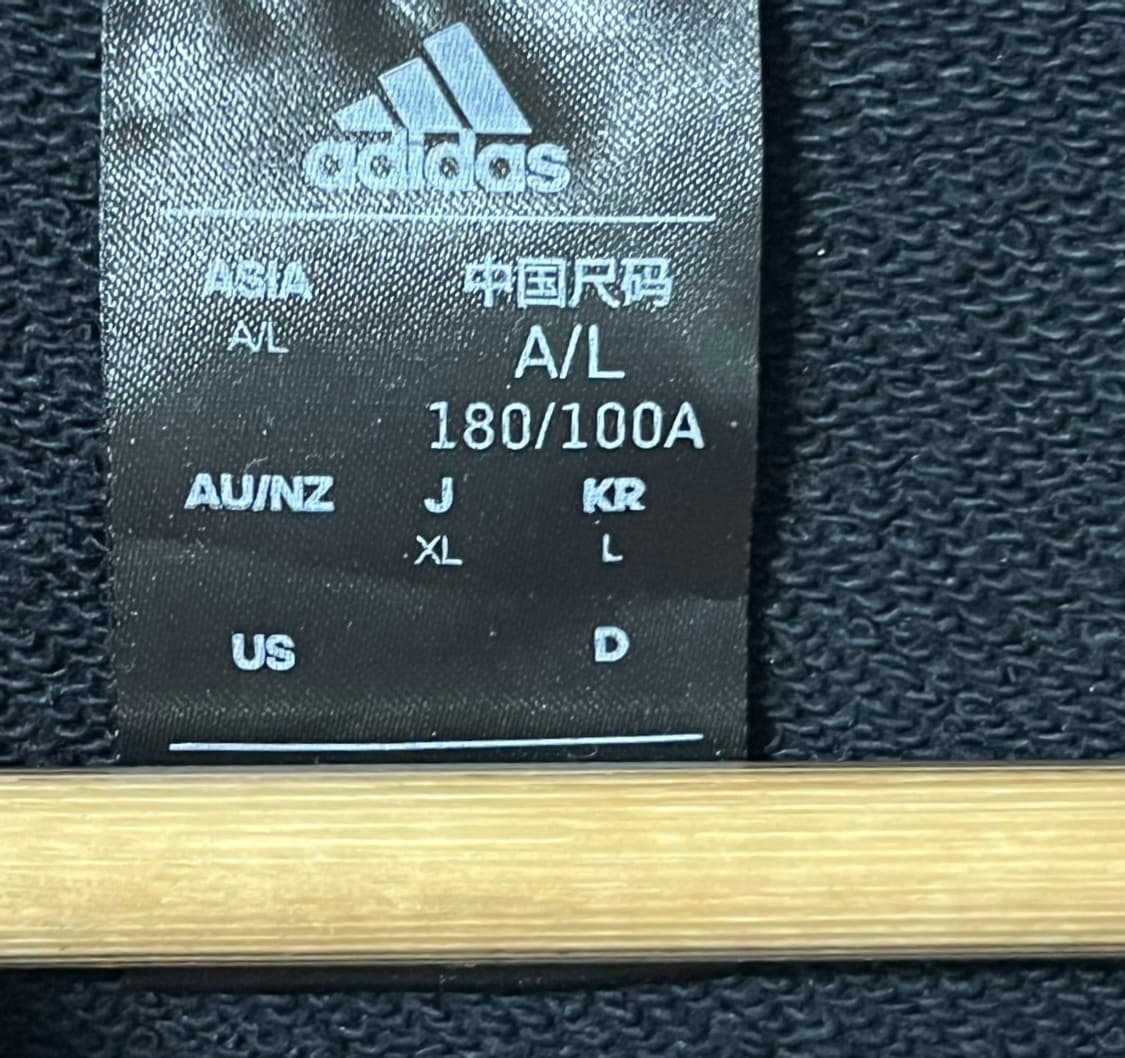 adidas
ASIA 中国尺码
A/L A/L
180/100A
AU/NZ J KR
XL L
US D